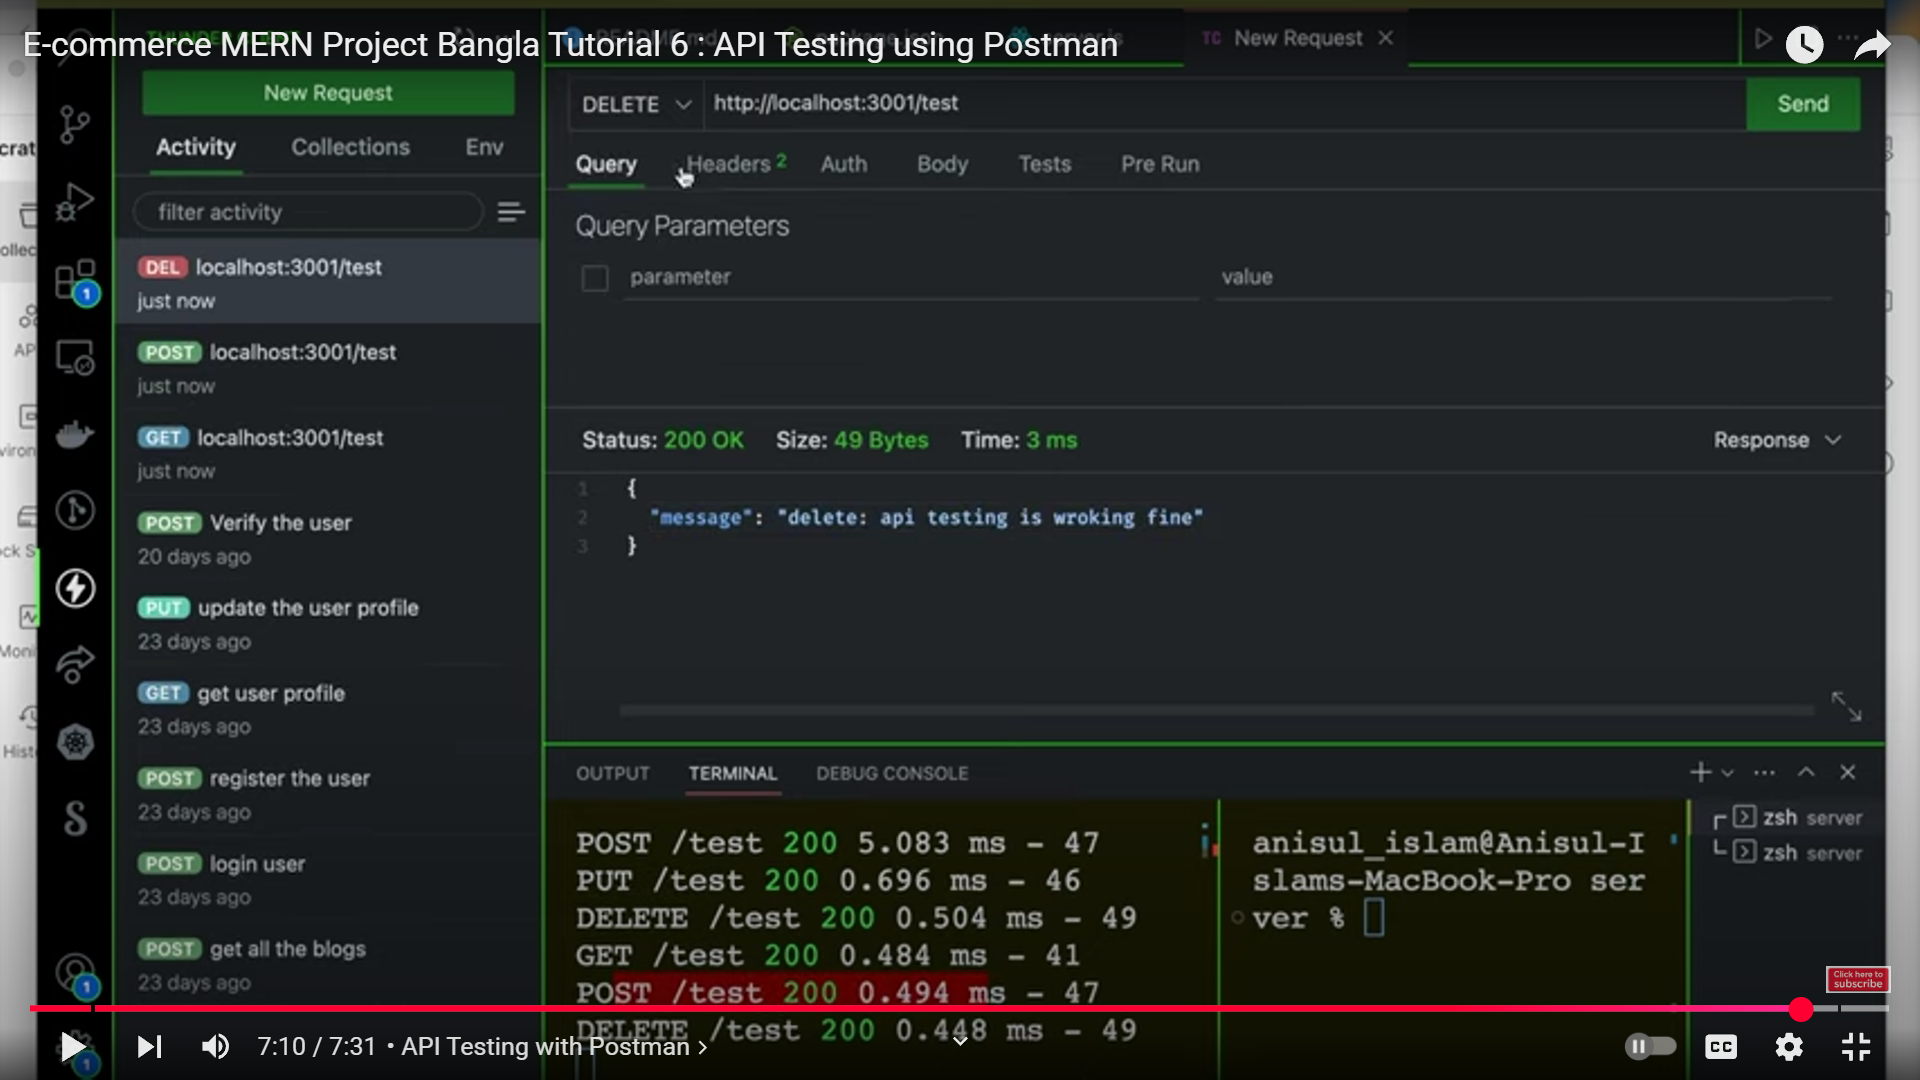 E-commerce MERN Project Bangla Tutorial 6 : API Testing using Postman
New Request
New Request
DELETE http://localhost:3001/test Send
Activity Collections Env
Query Headers 2 Auth Body Tests Pre Run
filter activity
Query Parameters
parameter value
DEL localhost:3001/test
just now
POST localhost:3001/test
just now
GET localhost:3001/test
just now
POST Verify the user
20 days ago
PUT update the user profile
23 days ago
GET get user profile
23 days ago
POST register the user
23 days ago
POST login user
23 days ago
POST get all the blogs
23 days ago
1
1
1
Status: 200 OK Size: 49 Bytes Time: 3 ms Response
1 {
2 "message": "delete: api testing is wroking fine"
3 }
OUTPUT TERMINAL DEBUG CONSOLE
POST /test 200 5.083 ms - 47
PUT /test 200 0.696 ms - 46
DELETE /test 200 0.504 ms - 49
GET /test 200 0.484 ms - 41
POST /test 200 0.494 ms - 47
DELETE /test 200 0.448 ms - 49
anisul_islam@Anisul-I
slams-MacBook-Pro ser
ver %
zsh server
zsh server
Click here to
subscribe
7:10 / 7:31 • API Testing with Postman
CC